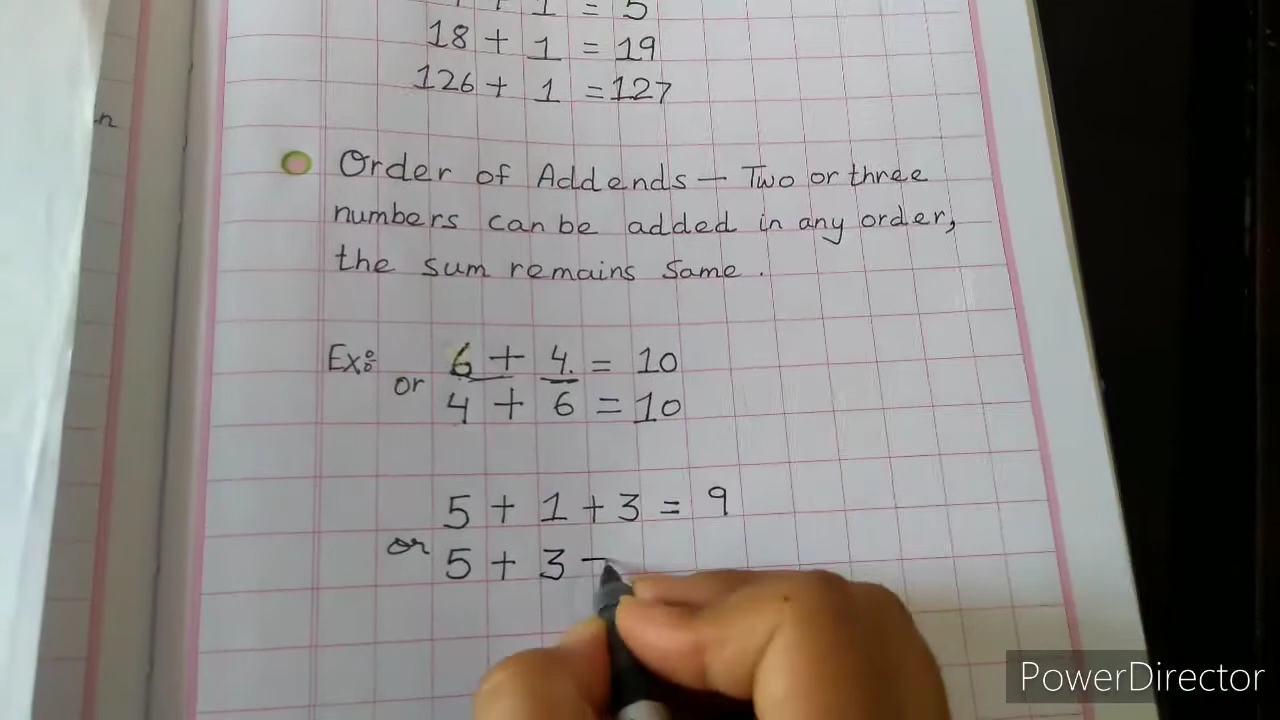 + 1 = 5
18 + 1 = 19
126 + 1 = 127
Order of Addends - Two or three
numbers can be added in any order,
the sum remains same.
Ex:
6 + 4 = 10
or
4 + 6 = 10
5 + 1 + 3 = 9
or 5 + 3
PowerDirector